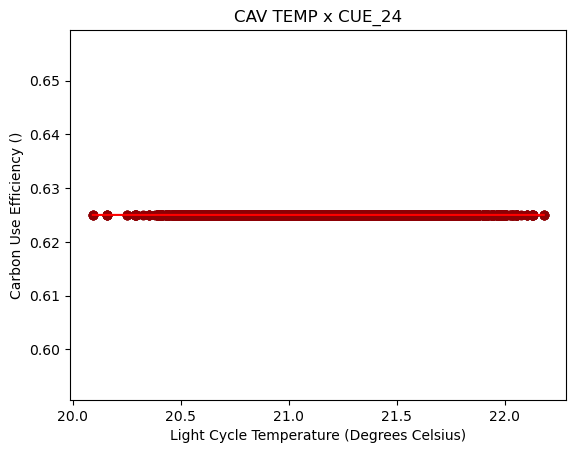 CAV TEMP x CUE_24
Carbon Use Efficiency ()
0.65
0.64
0.63
0.62
0.61
0.60
20.0 20.5 21.0 21.5 22.0
Light Cycle Temperature (Degrees Celsius)